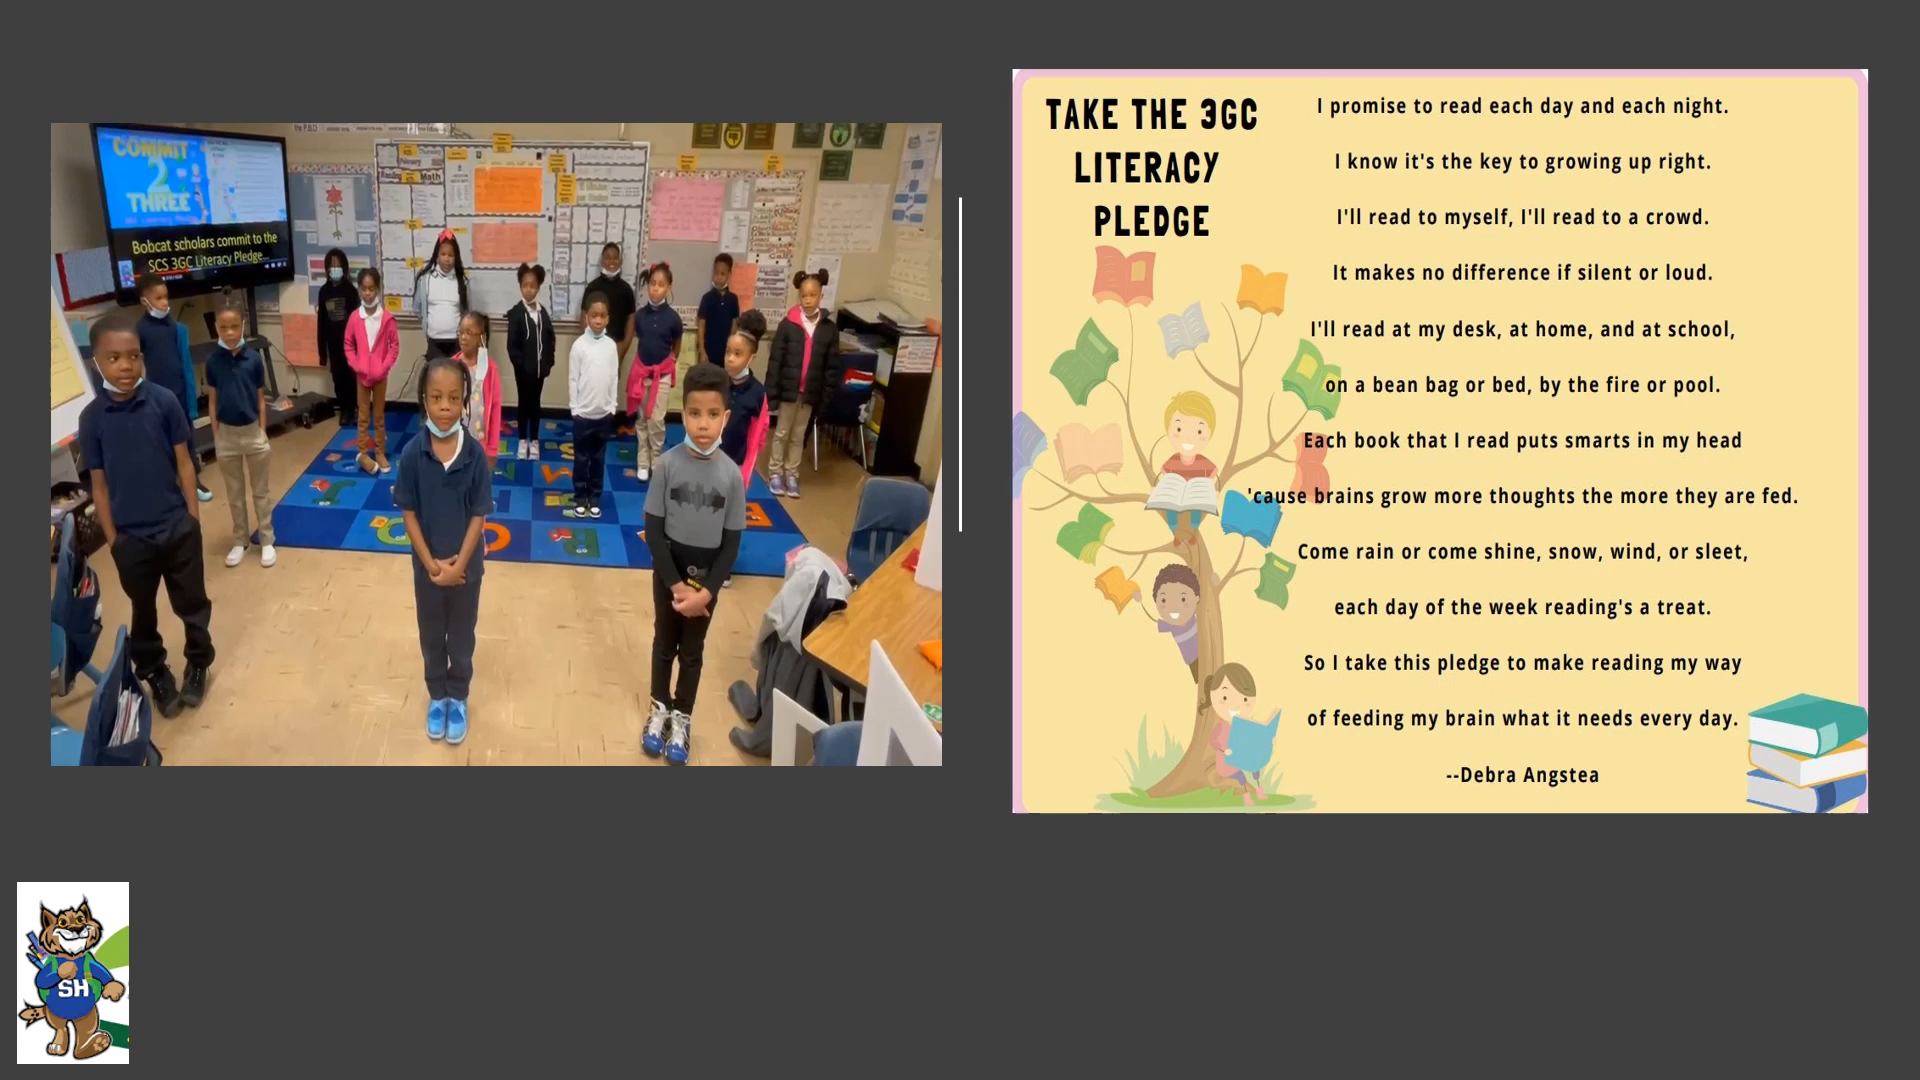 COMMIT
2
THREE
Bobcat scholars commit to the
SCS 3GC Literacy Pledge
Math
TAKE THE 3GC
LITERACY
PLEDGE
I promise to read each day and each night.
I know it's the key to growing up right.
I'll read to myself, I'll read to a crowd.
It makes no difference if silent or loud.
I'll read at my desk, at home, and at school,
on a bean bag or bed, by the fire or pool.
Each book that I read puts smarts in my head
'cause brains grow more thoughts the more they are fed.
Come rain or come shine, snow, wind, or sleet,
each day of the week reading's a treat.
So I take this pledge to make reading my way
of feeding my brain what it needs every day.
--Debra Angstea
SH